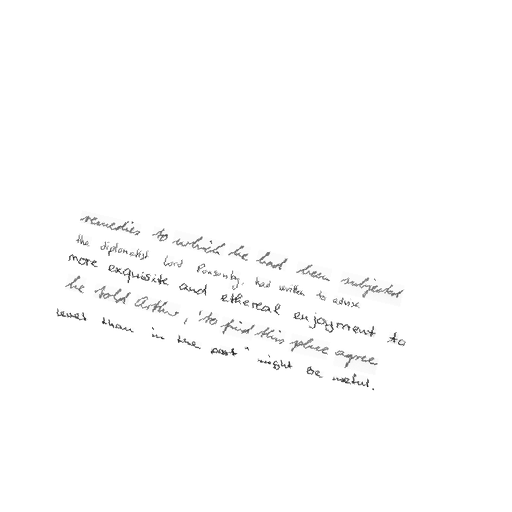 remedies to which he had been subjected
the diplomatist Lord Ponsonby, had written to advise
more exquisite and ethereal enjoyment to
he told Arthur, 'to find this place agree
level than in the past" might be useful.